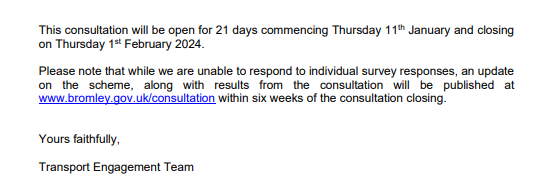 This consultation will be open for 21 days commencing Thursday 11th January and closing
on Thursday 1st February 2024.
Please note that while we are unable to respond to individual survey responses, an update
on the scheme, along with results from the consultation will be published at
www.bromley.gov.uk/consultation within six weeks of the consultation closing.
Yours faithfully,
Transport Engagement Team